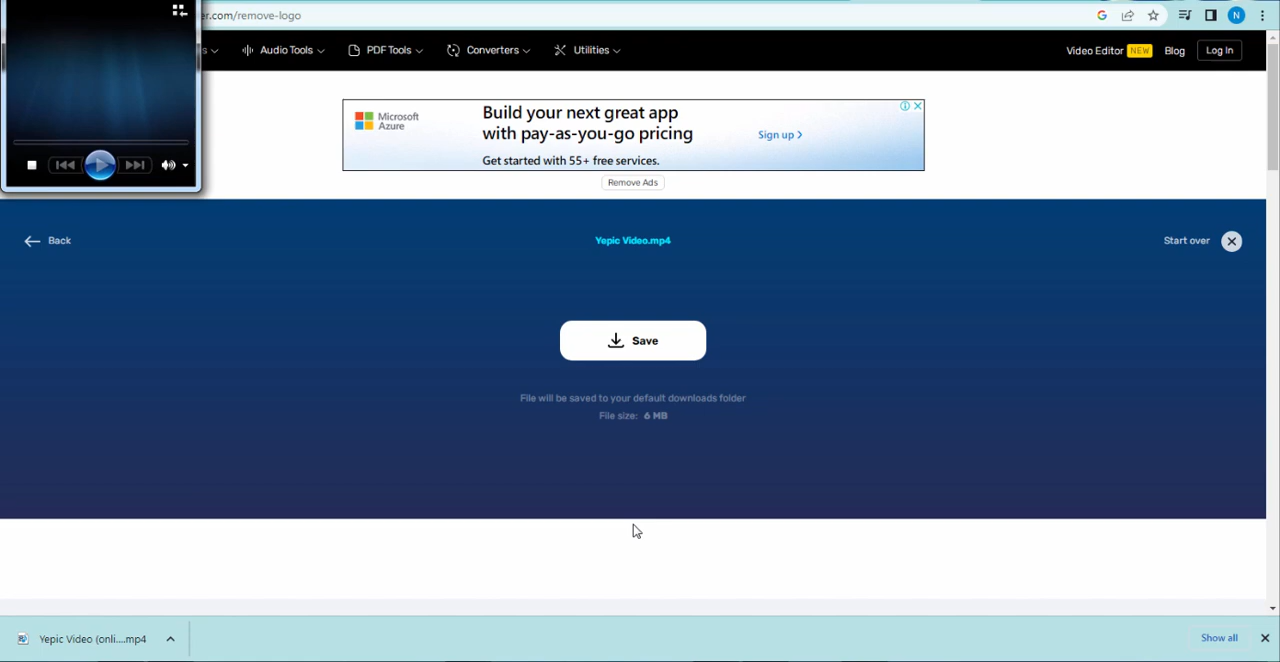 er.com/remove-logo
N
s
Audio Tools
PDF Tools
Converters
Utilities
Video Editor NEW
Blog
Log In
Microsoft
Azure
Build your next great app
with pay-as-you-go pricing
Get started with 55+ free services.
Sign up
Remove Ads
Back
Yepic Video.mp4
Start over
Save
File will be saved to your default downloads folder
File size: 6 MB
Yepic Video (onli....mp4
Show all